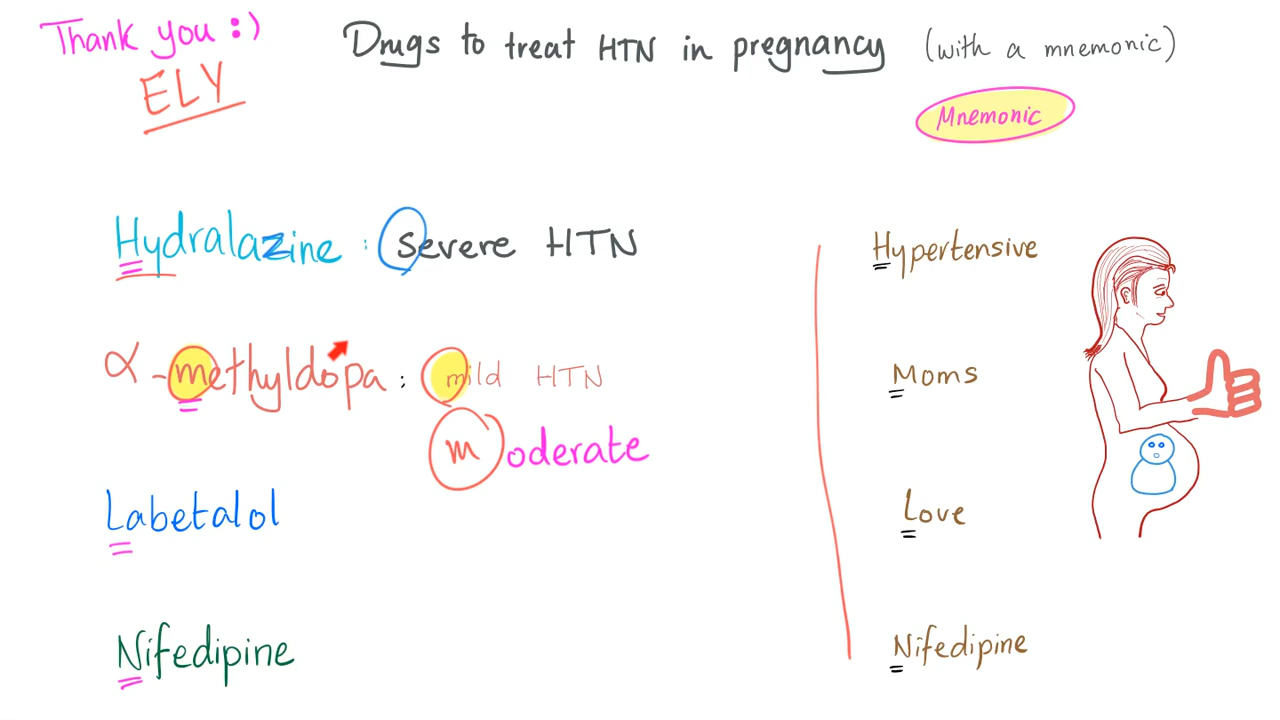 Thank you :)
ELY
Drugs to treat HTN in pregnancy (with a mnemonic)
Mnemonic
Hydralazine : Severe HTN
α-methyldopa : mild HTN
moderate
Labetalol
Nifedipine
Hypertensive
Moms
Love
Nifedipine